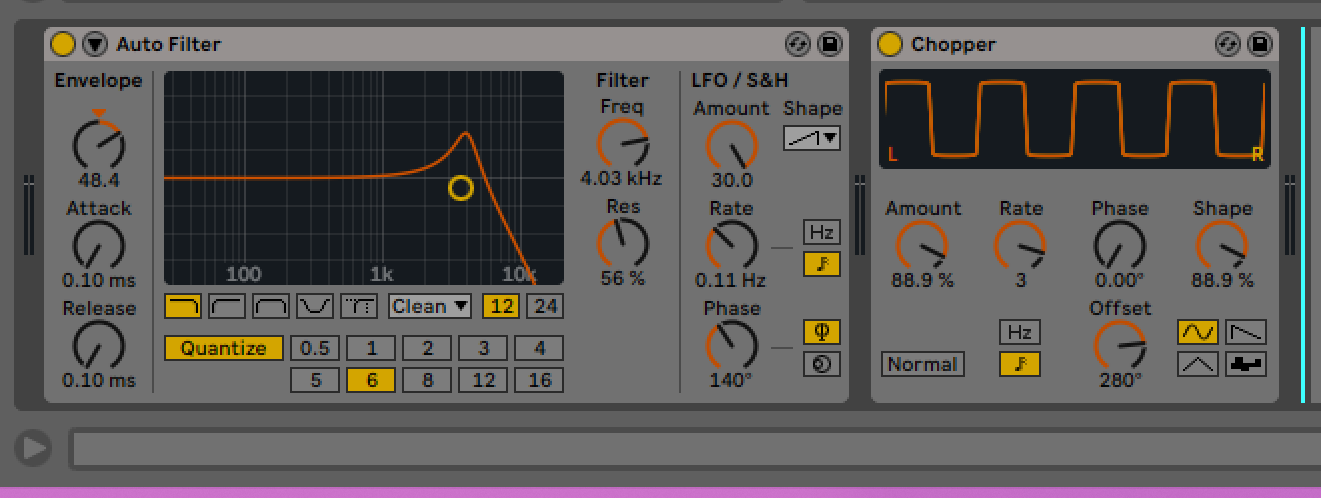 Auto Filter
Envelope
48.4
Attack
0.10 ms
Release
0.10 ms
100 1k 10k
Clean 12 24
Quantize 0.5 1 2 3 4
5 6 8 12 16
Filter
Freq
4.03 kHz
Res
56 %
LFO / S&H
Amount Shape
30.0
Rate
Hz
0.11 Hz
Phase
140°
Chopper
L R
Amount Rate Phase Shape
88.9 % 3 0.00° 88.9 %
Offset
Hz
Normal
280°